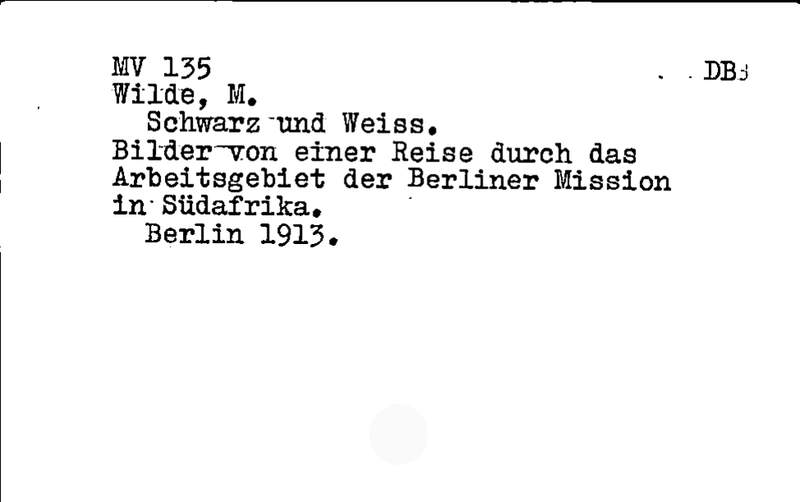 MV 135 DBd
Wilde, M.
Schwarz und Weiss.
Bilder von einer Reise durch das
Arbeitsgebiet der Berliner Mission
in Südafrika.
Berlin 1913.